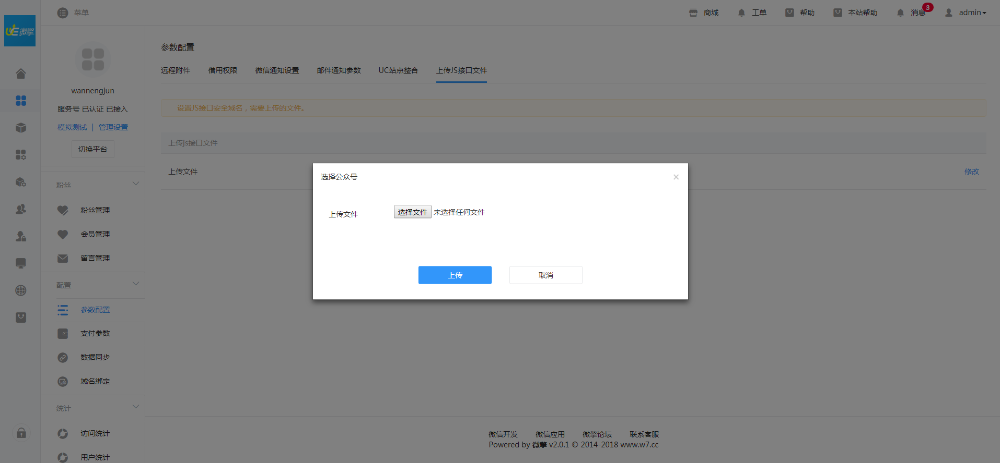 微擎
菜单
商城
工单
帮助
本站帮助
消息
3
admin
wannengjun
服务号 已认证 已接入
模拟测试 | 管理设置
切换平台
粉丝
粉丝管理
会员管理
留言管理
配置
参数配置
支付参数
数据同步
域名绑定
统计
访问统计
用户统计
参数配置
远程附件 借用权限 微信通知设置 邮件通知参数 UC站点整合 上传JS接口文件
设置JS接口安全域名，需要上传的文件。
上传js接口文件
上传文件
修改
选择公众号
×
上传文件
选择文件 未选择任何文件
上传
取消
微信开发 微信应用 微擎论坛 联系客服
Powered by 微擎 v2.0.1 © 2014-2018 www.w7.cc